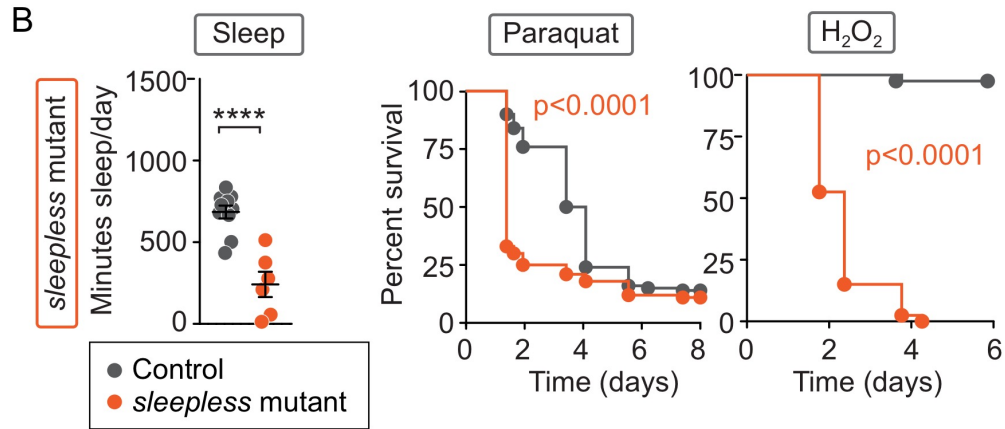 B
Sleep
Paraquat
H₂O₂
sleepless mutant
Minutes sleep/day
1500
1000
500
0
****
Percent survival
100
75
50
25
0
p<0.0001
0 2 4 6 8
Time (days)
100
75
50
25
0
p<0.0001
0 2 4 6
Time (days)
Control
sleepless mutant